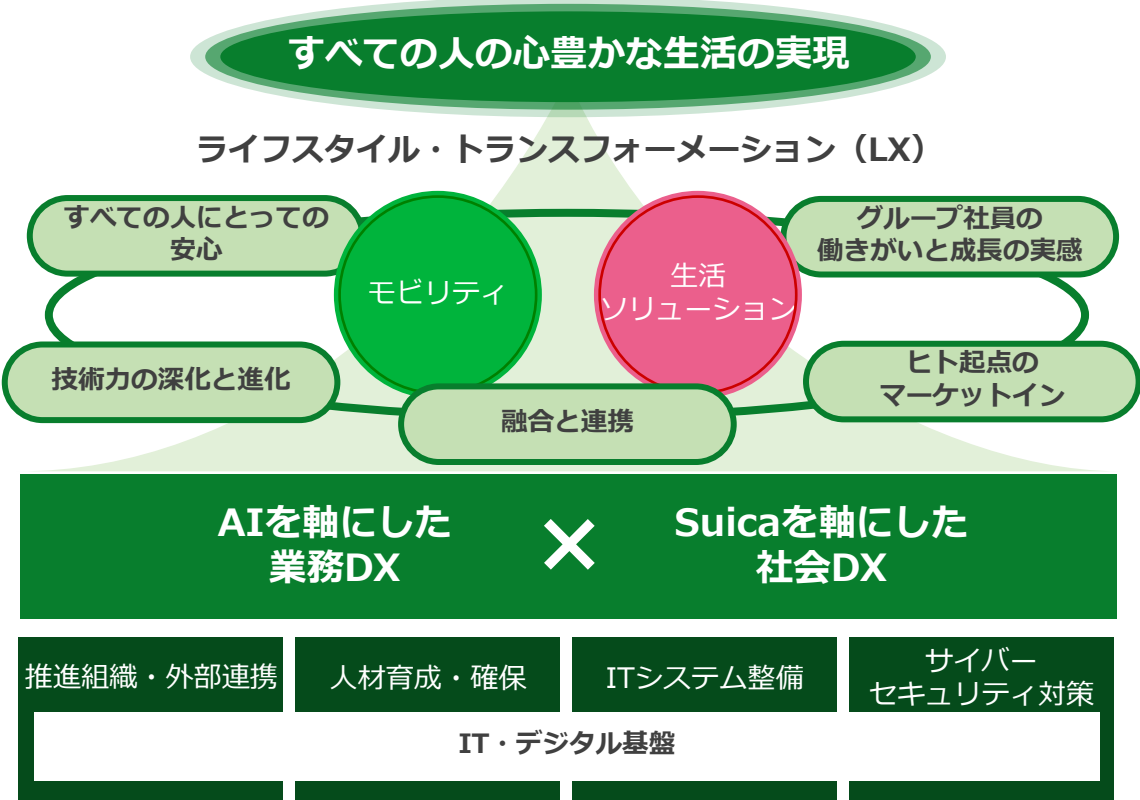 すべての人の心豊かな生活の実現
ライフスタイル・トランスフォーメーション（LX）
すべての人にとっての
安心
モビリティ
生活
ソリューション
グループ社員の
働きがいと成長の実感
技術力の深化と進化
融合と連携
ヒト起点の
マーケットイン
AIを軸にした
業務DX
×
Suicaを軸にした
社会DX
推進組織・外部連携
人材育成・確保
ITシステム整備
サイバー
セキュリティ対策
IT・デジタル基盤